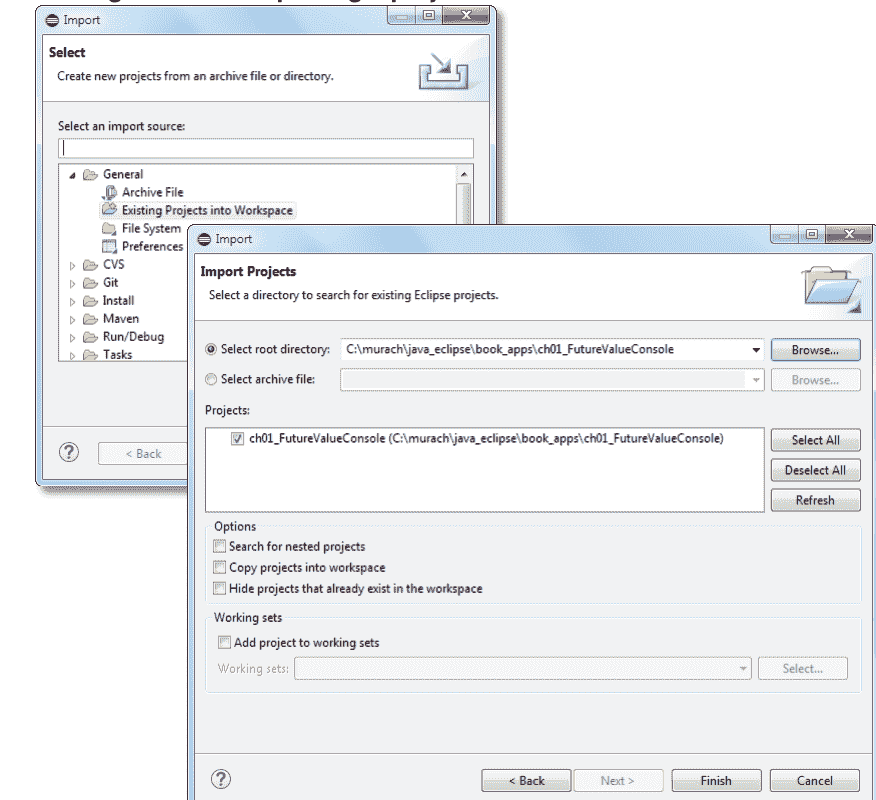 Import
Select
Create new projects from an archive file or directory.
Select an import source:
General
Archive File
Existing Projects into Workspace
File System
Preferences
CVS
Git
Install
Maven
Run/Debug
Tasks
? < Back
Import
Import Projects
Select a directory to search for existing Eclipse projects.
Select root directory: C:\murach\java_eclipse\book_apps\ch01_FutureValueConsole Browse...
Select archive file: Browse...
Projects:
ch01_FutureValueConsole (C:\murach\java_eclipse\book_apps\ch01_FutureValueConsole)
Select All
Deselect All
Refresh
Options
Search for nested projects
Copy projects into workspace
Hide projects that already exist in the workspace
Working sets
Add project to working sets
Working sets: Select...
? < Back Next > Finish Cancel